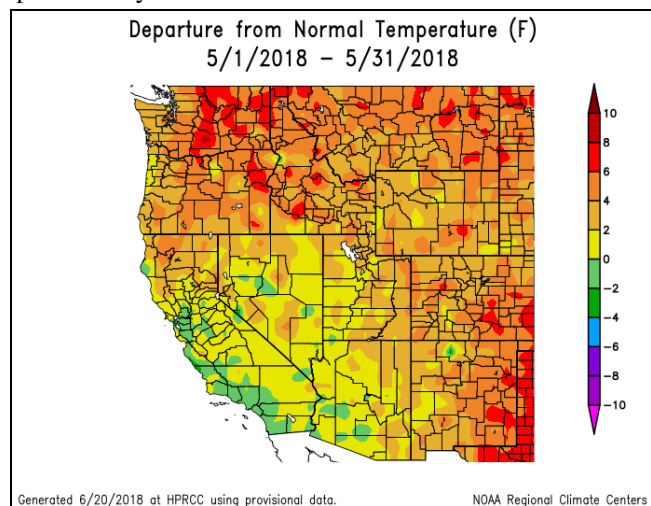 Departure from Normal Temperature (F)
5/1/2018 – 5/31/2018
10
8
6
4
2
0
−2
−4
−6
−8
−10
Generated 6/20/2018 at HPRCC using provisional data.
NOAA Regional Climate Centers